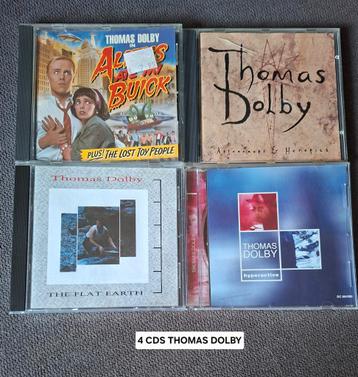 THOMAS DOLBY
IN
ALIENS
ATE MY
BUICK
PLUS! THE LOST TOY PEOPLE
Thomas
Dolby
Astronauts & Heretics
Thomas Dolby
THE FLAT EARTH
THOMAS
DOLBY
Hyperactive
4 CDS THOMAS DOLBY